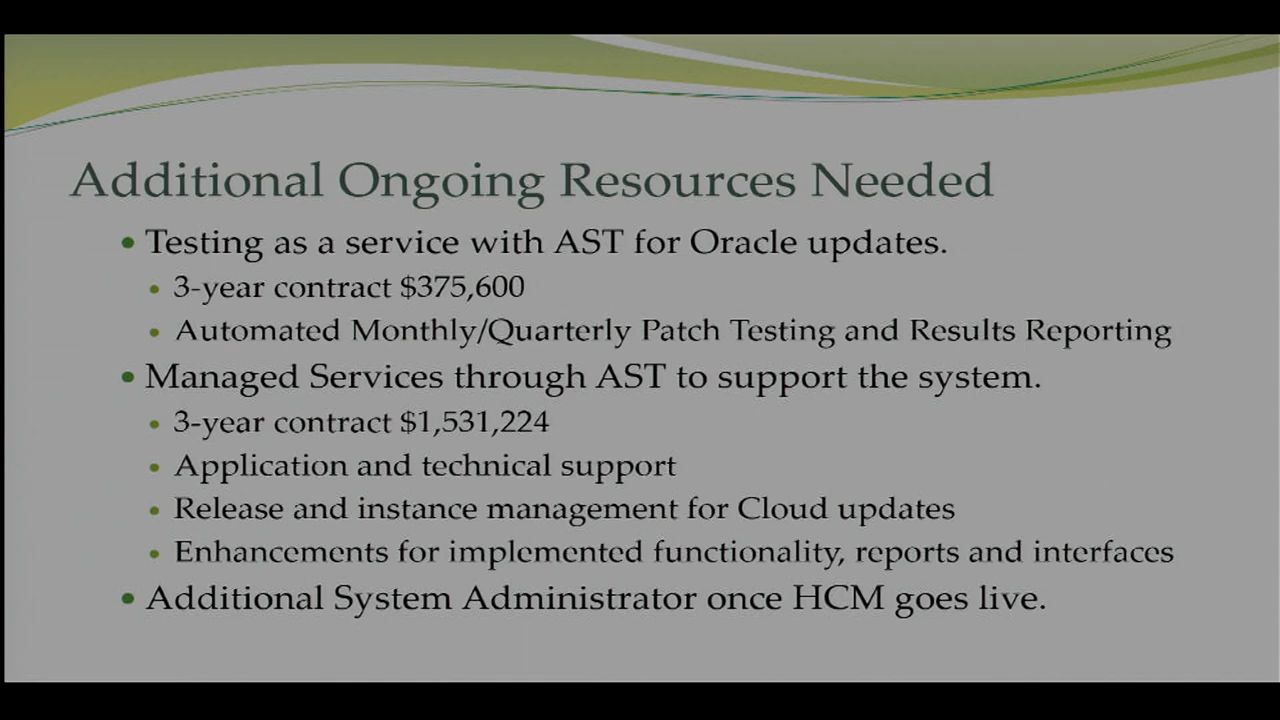 Additional Ongoing Resources Needed
• Testing as a service with AST for Oracle updates.
• 3-year contract $375,600
• Automated Monthly/Quarterly Patch Testing and Results Reporting
• Managed Services through AST to support the system.
• 3-year contract $1,531,224
• Application and technical support
• Release and instance management for Cloud updates
• Enhancements for implemented functionality, reports and interfaces
• Additional System Administrator once HCM goes live.